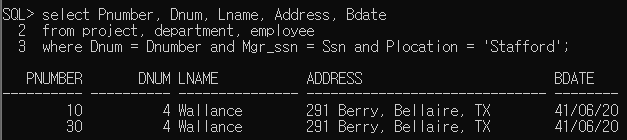 SQL> select Pnumber, Dnum, Lname, Address, Bdate
2 from project, department, employee
3 where Dnum = Dnumber and Mgr_ssn = Ssn and Plocation = 'Stafford';
PNUMBER DNUM LNAME ADDRESS BDATE
---------- ---------- --------------- ------------------------------ --------
10 4 Wallance 291 Berry, Bellaire, TX 41/06/20
30 4 Wallance 291 Berry, Bellaire, TX 41/06/20